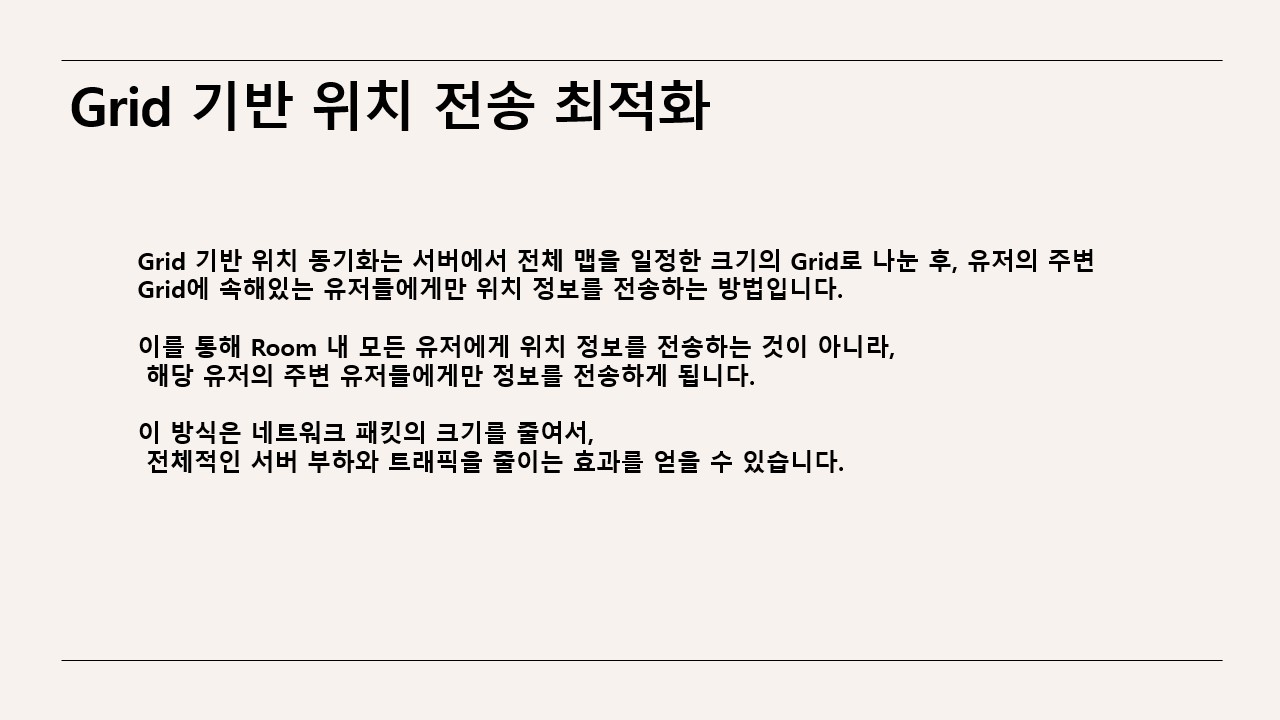 Grid 기반 위치 전송 최적화
Grid 기반 위치 동기화는 서버에서 전체 맵을 일정한 크기의 Grid로 나눈 후, 유저의 주변
Grid에 속해있는 유저들에게만 위치 정보를 전송하는 방법입니다.
이를 통해 Room 내 모든 유저에게 위치 정보를 전송하는 것이 아니라,
해당 유저의 주변 유저들에게만 정보를 전송하게 됩니다.
이 방식은 네트워크 패킷의 크기를 줄여서,
전체적인 서버 부하와 트래픽을 줄이는 효과를 얻을 수 있습니다.